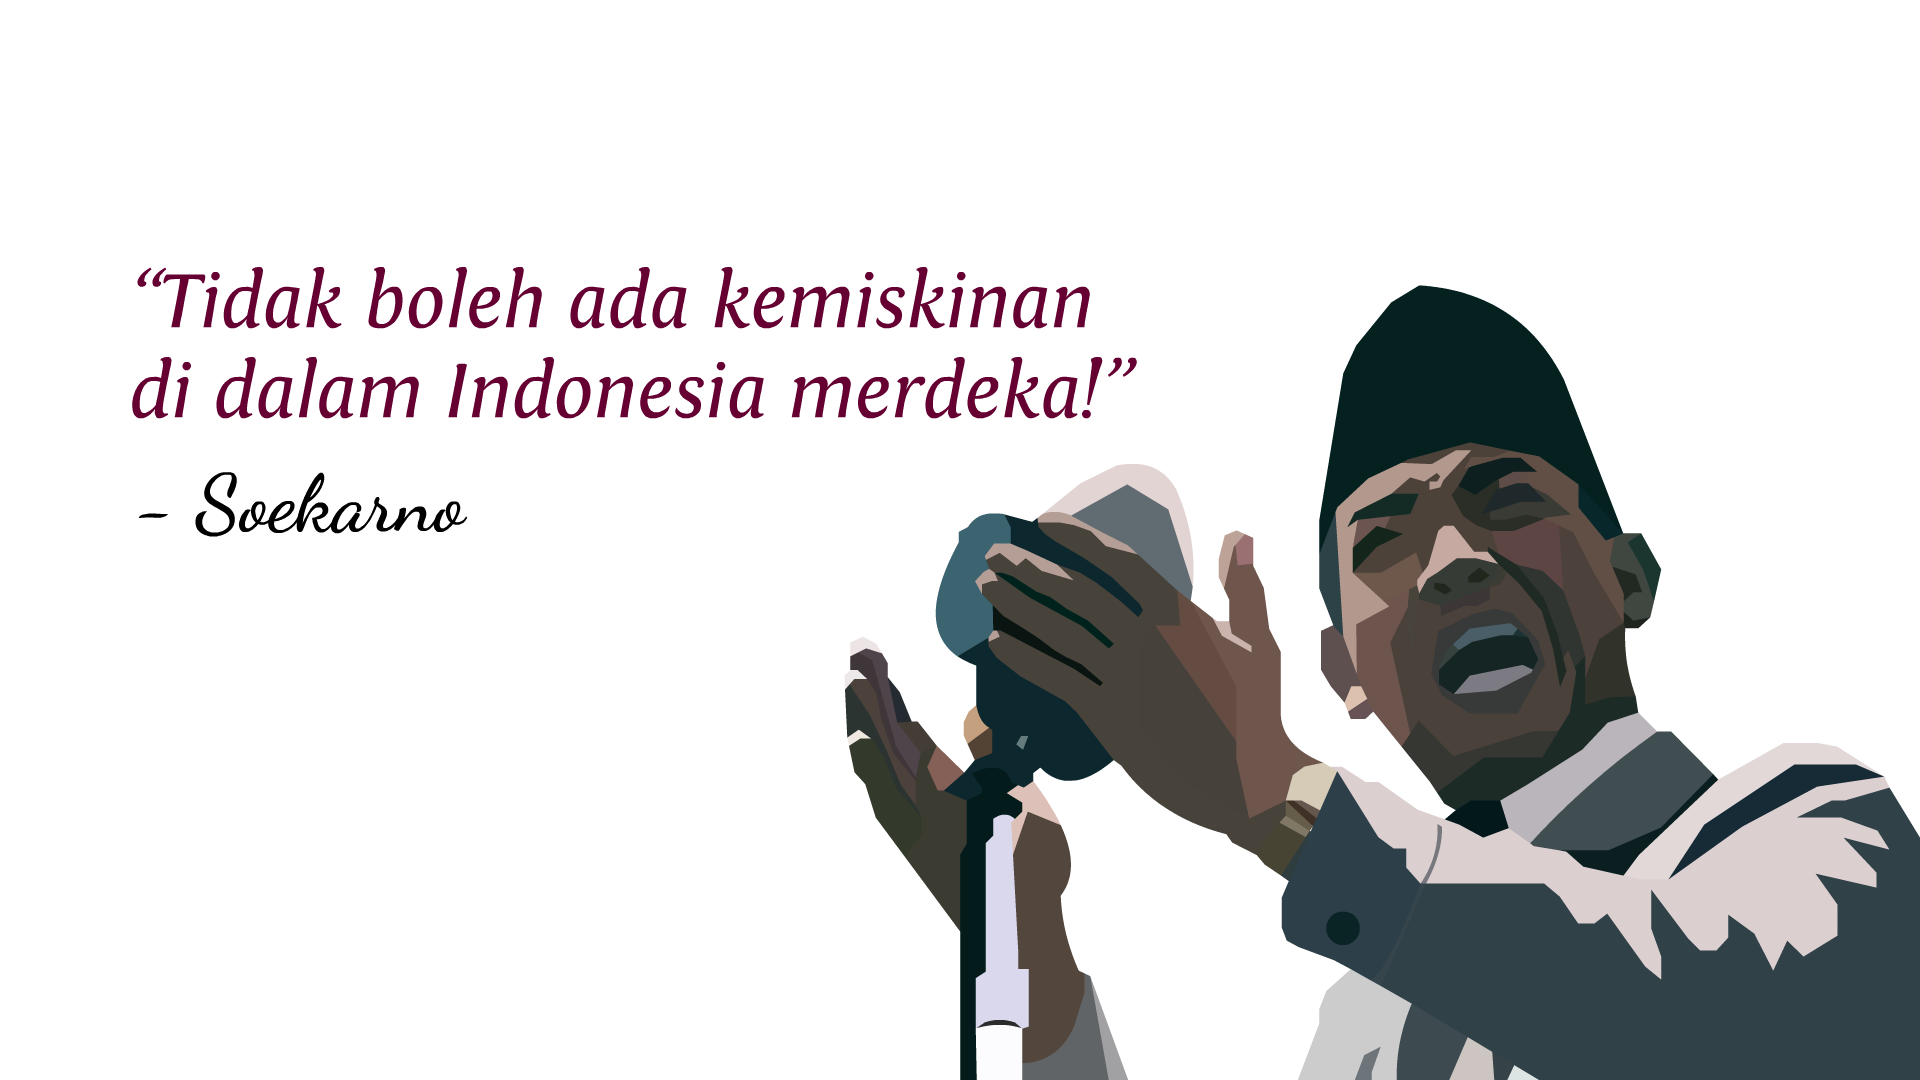 “Tidak boleh ada kemiskinan
di dalam Indonesia merdeka!”
- Soekarno